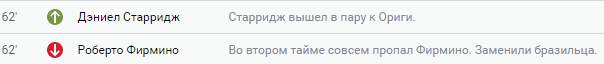 62' Дэниел Старридж Старридж вышел в пару к Ориги.
62' Роберто Фирмино Во втором тайме совсем пропал Фирмино. Заменили бразильца.